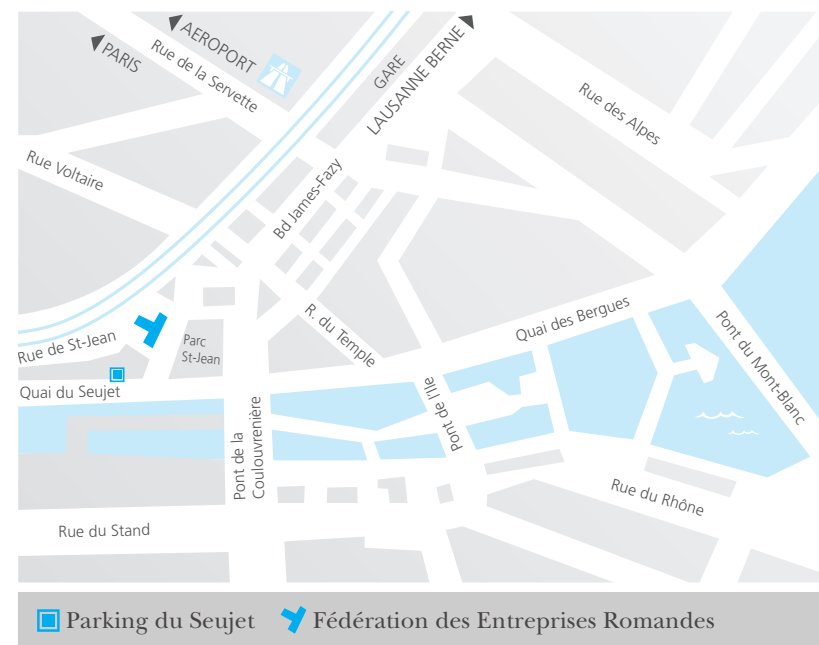 AEROPORT
PARIS
Rue de la Servette
GARE
LAUSANNE BERNE
Rue des Alpes
Rue Voltaire
Bd James-Fazy
R. du Temple
Quai des Bergues
Pont du Mont-Blanc
Rue de St-Jean
Parc
St-Jean
Quai du Seujet
Pont de l'Ile
Pont de la
Coulouvrenière
Rue du Rhône
Rue du Stand
Parking du Seujet
Fédération des Entreprises Romandes